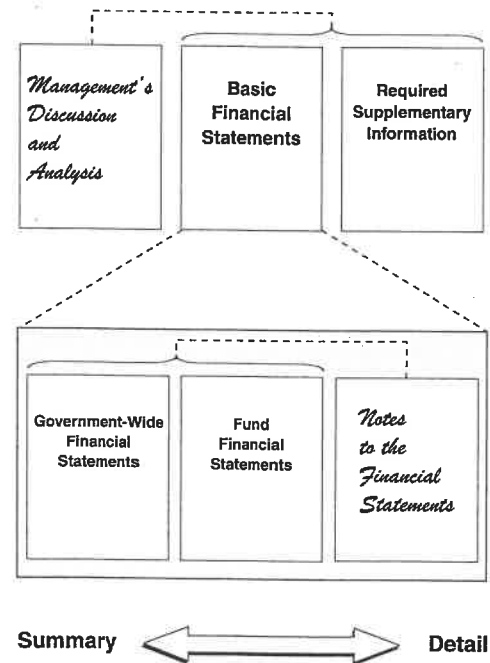 Management's
Discussion
and
Analysis
Basic
Financial
Statements
Required
Supplementary
Information
Government-Wide
Financial
Statements
Fund
Financial
Statements
Notes
to the
Financial
Statements
Summary
Detail